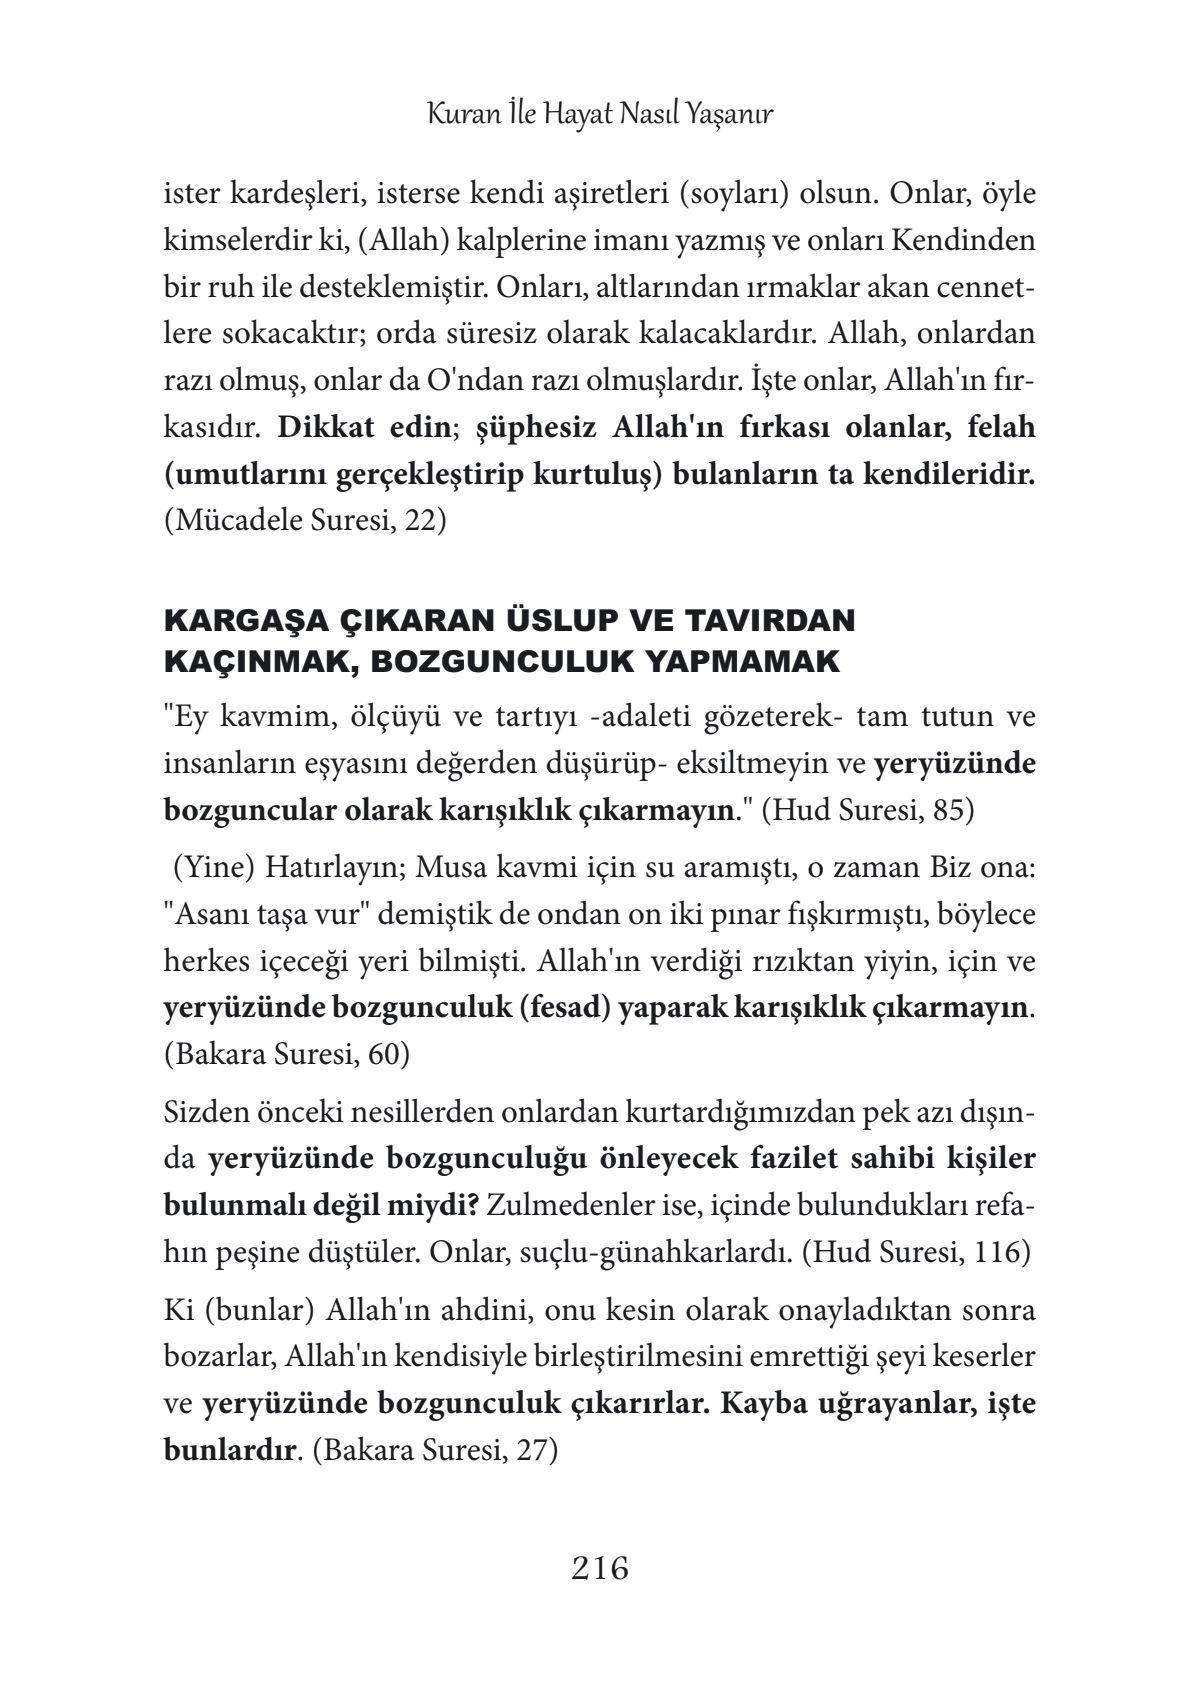 Kuran İle Hayat Nasıl Yaşanır
ister kardeşleri, isterse kendi aşiretleri (soyları) olsun. Onlar, öyle
kimselerdir ki, (Allah) kalplerine imanı yazmış ve onları Kendinden
bir ruh ile desteklemiştir. Onları, altlarından ırmaklar akan cennet-
lere sokacaktır; orda süresiz olarak kalacaklardır. Allah, onlardan
razı olmuş, onlar da O'ndan razı olmuşlardır. İşte onlar, Allah'ın fır-
kasıdır. Dikkat edin; şüphesiz Allah'ın fırkası olanlar, felah
(umutlarını gerçekleştirip kurtuluş) bulanların ta kendileridir.
(Mücadele Suresi, 22)
KARGAŞA ÇIKARAN ÜSLUP VE TAVIRDAN
KAÇINMAK, BOZGUNCULUK YAPMAMAK
"Ey kavmim, ölçüyü ve tartıyı -adaleti gözeterek- tam tutun ve
insanların eşyasını değerden düşürüp- eksiltmeyin ve yeryüzünde
bozguncular olarak karışıklık çıkarmayın." (Hud Suresi, 85)
(Yine) Hatırlayın; Musa kavmi için su aramıştı, o zaman Biz ona:
"Asanı taşa vur" demiştik de ondan on iki pınar fışkırmıştı, böylece
herkes içeceği yeri bilmişti. Allah'ın verdiği rızıktan yiyin, için ve
yeryüzünde bozgunculuk (fesad) yaparak karışıklık çıkarmayın.
(Bakara Suresi, 60)
Sizden önceki nesillerden onlardan kurtardığımızdan pek azı dışın-
da yeryüzünde bozgunculuğu önleyecek fazilet sahibi kişiler
bulunmalı değil miydi? Zulmedenler ise, içinde bulundukları refa-
hın peşine düştüler. Onlar, suçlu-günahkarlardı. (Hud Suresi, 116)
Ki (bunlar) Allah'ın ahdini, onu kesin olarak onayladıktan sonra
bozarlar, Allah'ın kendisiyle birleştirilmesini emrettiği şeyi keserler
ve yeryüzünde bozgunculuk çıkarırlar. Kayba uğrayanlar, işte
bunlardır. (Bakara Suresi, 27)
216